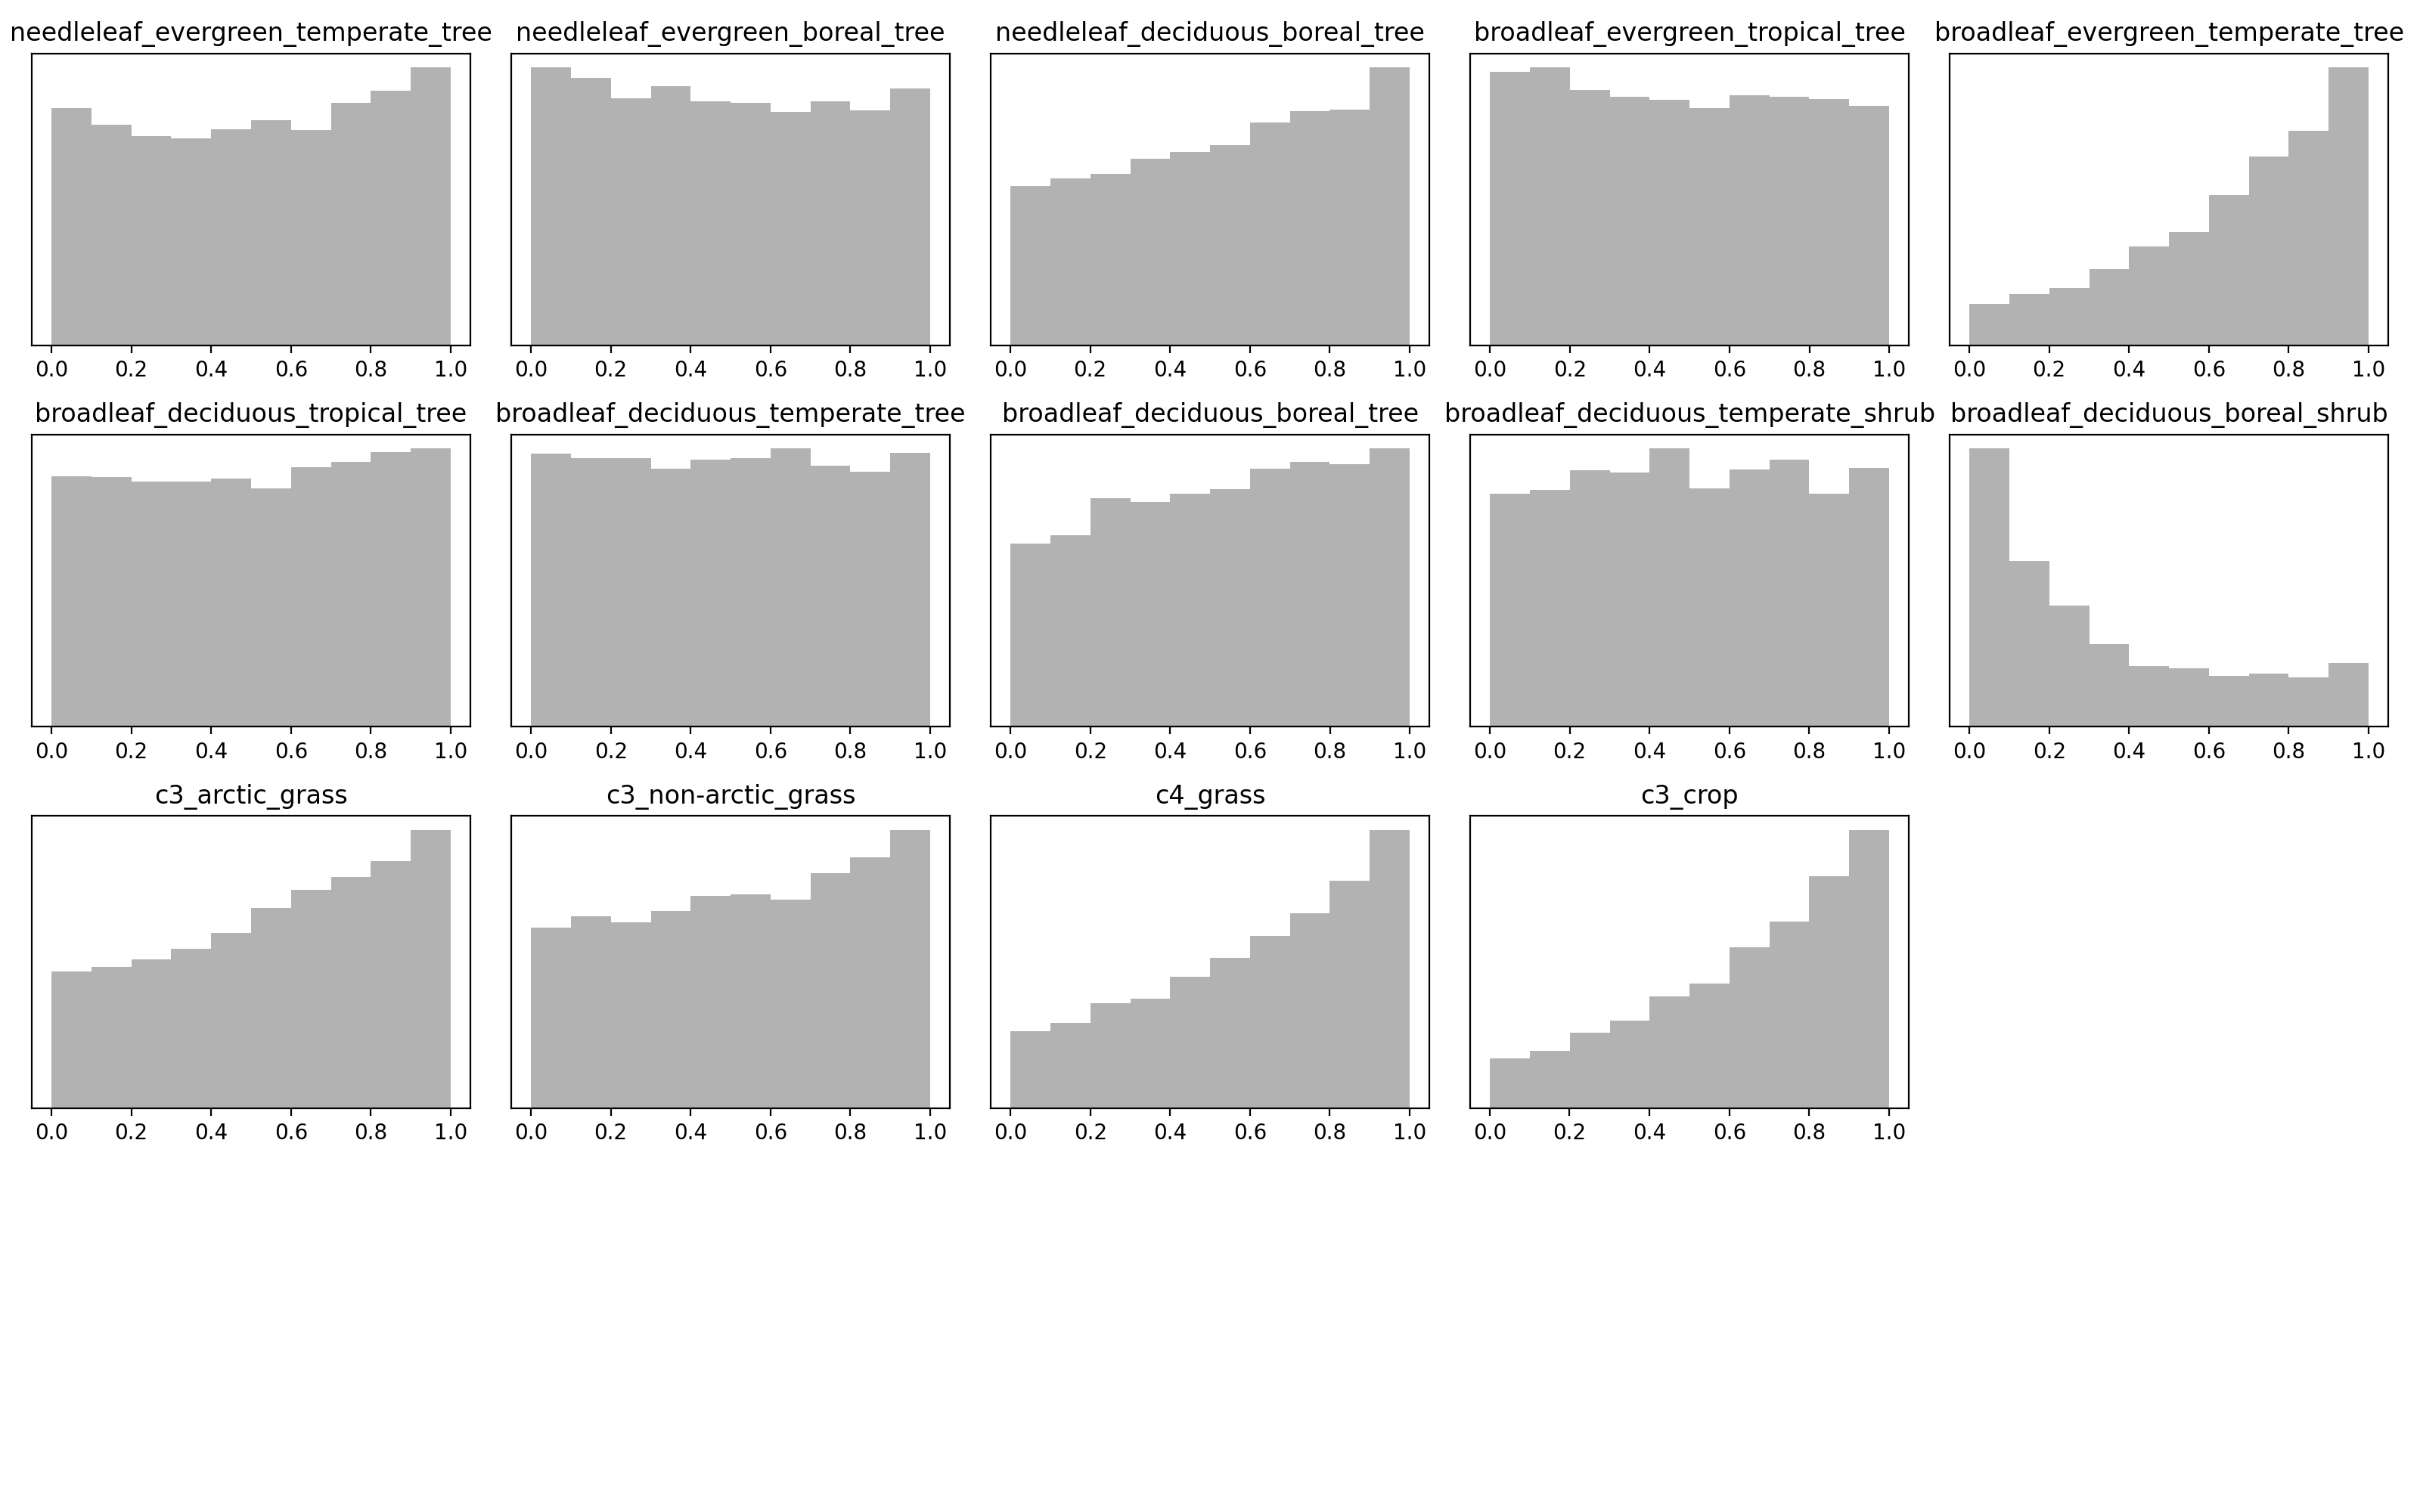 needleleaf_evergreen_temperate_tree needleleaf_evergreen_boreal_tree needleleaf_deciduous_boreal_tree broadleaf_evergreen_tropical_tree broadleaf_evergreen_temperate_tree
0.0 0.2 0.4 0.6 0.8 1.0 0.0 0.2 0.4 0.6 0.8 1.0 0.0 0.2 0.4 0.6 0.8 1.0 0.0 0.2 0.4 0.6 0.8 1.0 0.0 0.2 0.4 0.6 0.8 1.0
broadleaf_deciduous_tropical_tree broadleaf_deciduous_temperate_tree broadleaf_deciduous_boreal_tree broadleaf_deciduous_temperate_shrub broadleaf_deciduous_boreal_shrub
0.0 0.2 0.4 0.6 0.8 1.0 0.0 0.2 0.4 0.6 0.8 1.0 0.0 0.2 0.4 0.6 0.8 1.0 0.0 0.2 0.4 0.6 0.8 1.0 0.0 0.2 0.4 0.6 0.8 1.0
c3_arctic_grass c3_non-arctic_grass c4_grass c3_crop
0.0 0.2 0.4 0.6 0.8 1.0 0.0 0.2 0.4 0.6 0.8 1.0 0.0 0.2 0.4 0.6 0.8 1.0 0.0 0.2 0.4 0.6 0.8 1.0